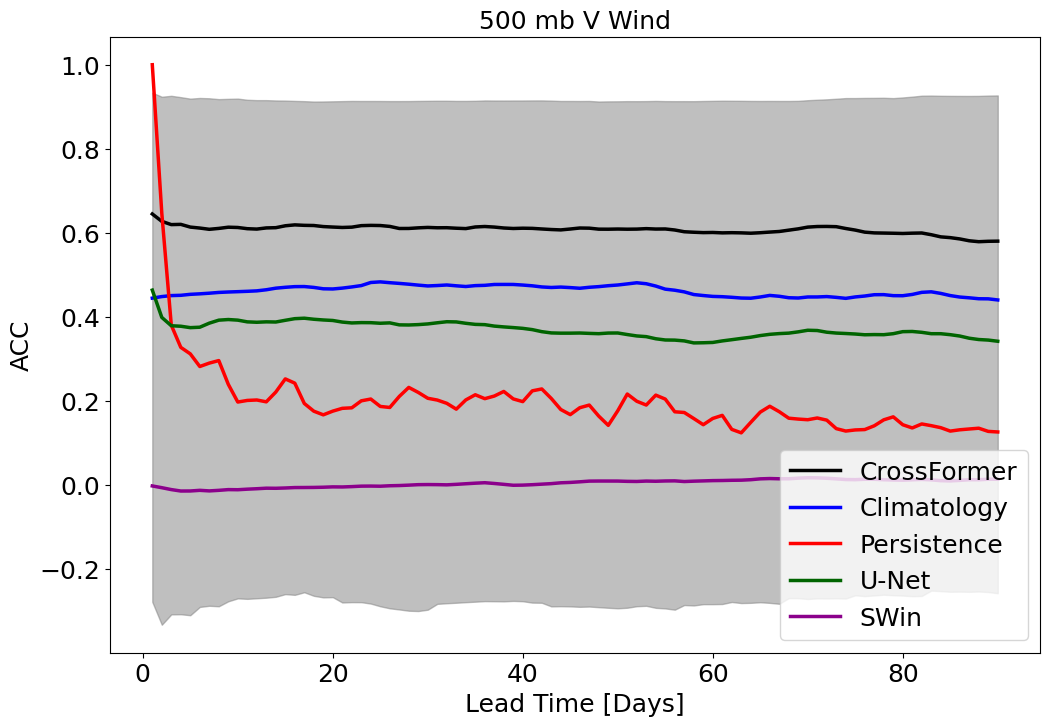 500 mb V Wind
ACC
1.0
0.8
0.6
0.4
0.2
0.0
−0.2
0
20
40
60
80
Lead Time [Days]
CrossFormer
Climatology
Persistence
U-Net
SWin